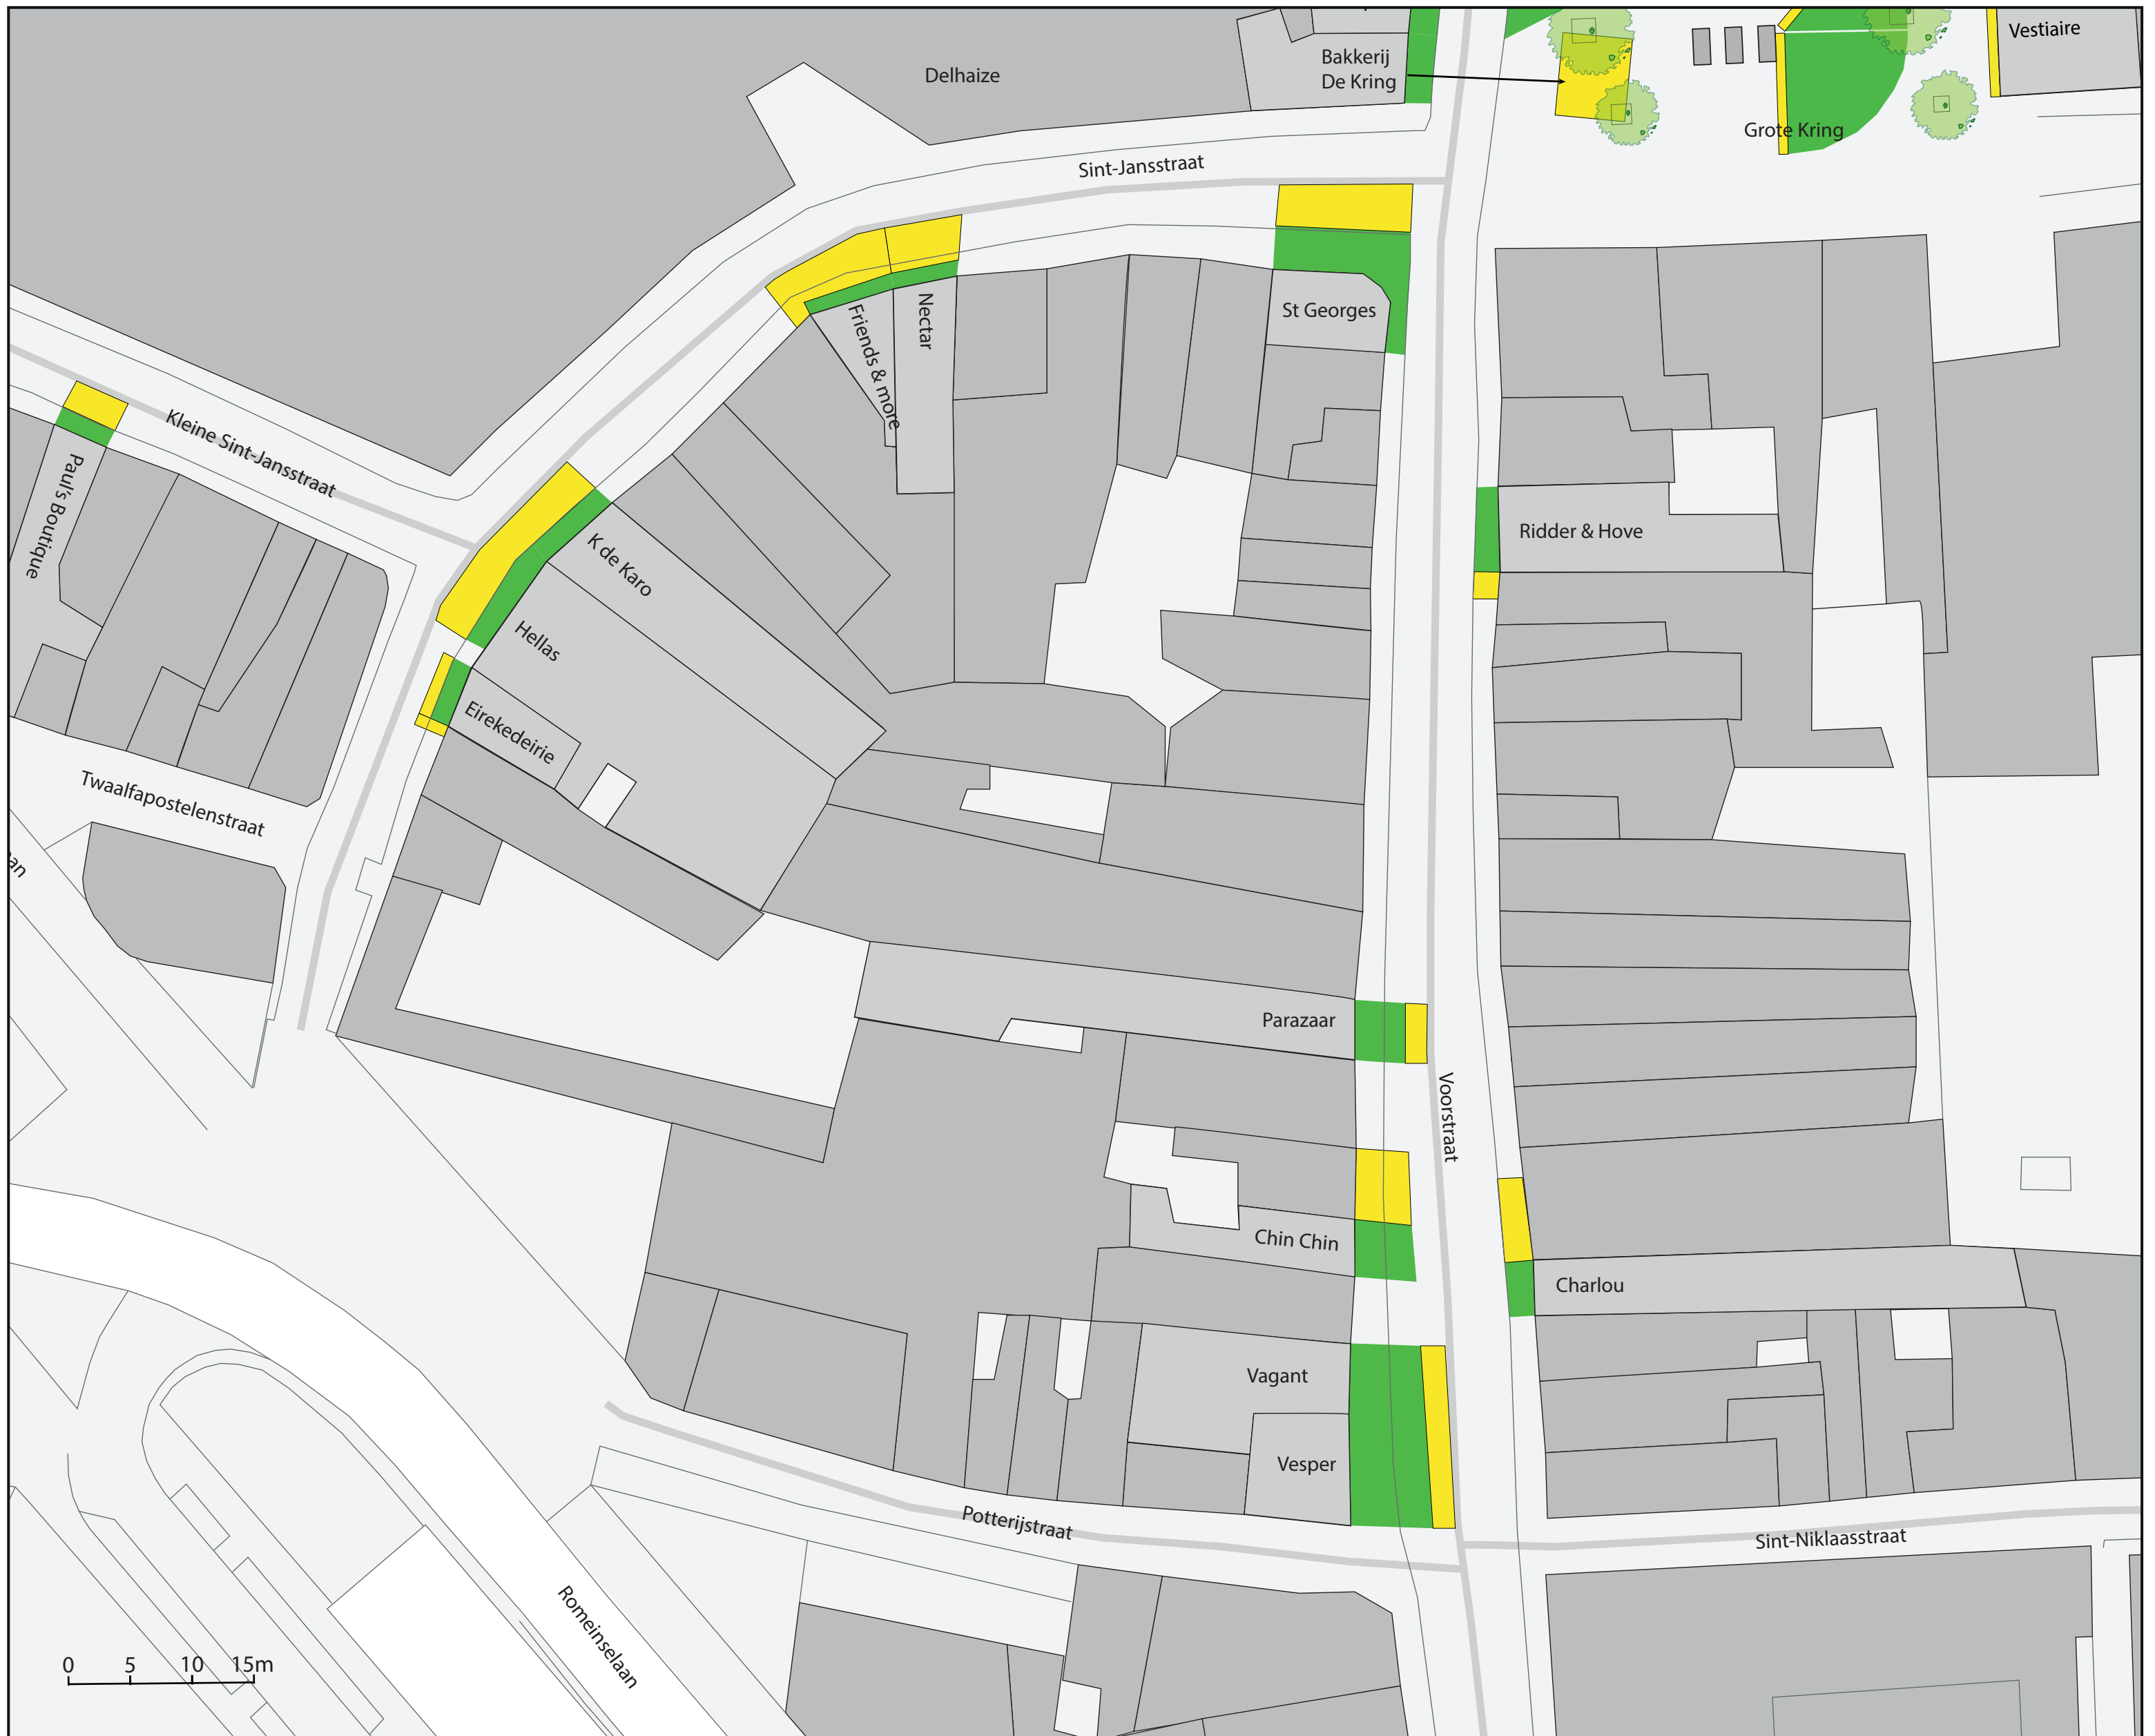 Delhaize
Bakkerij
De Kring
Vestiaire
Grote Kring
Sint-Jansstraat
St Georges
Nectar
Friends & more
Kleine Sint-Jansstraat
Paul's Boutique
K de Karo
Ridder & Hove
Hellas
Eirekedeirie
Twaalfapostelenstraat
Parazaar
Voorstraat
Chin Chin
Charlou
Vagant
Vesper
Potterijstraat
Sint-Niklaasstraat
Romeinselaan
0 5 10 15m